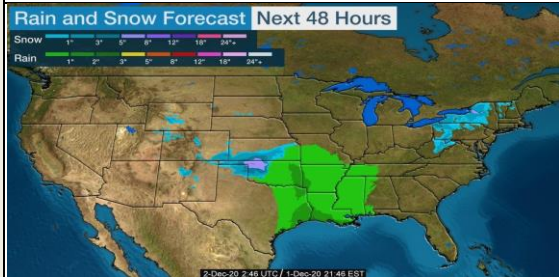 Rain and Snow Forecast Next 48 Hours
Snow
1" 3" 5" 8" 12" 18" 24"+
Rain
1" 2" 3" 5" 8" 12" 18" 24"+
2-Dec-20 2:46 UTC / 1-Dec-20 21:46 EST